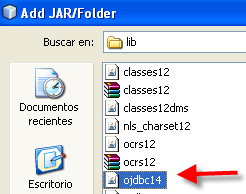 Add JAR/Folder
Buscar en:
lib
Documentos
recientes
Escritorio
classes12
classes12
classes12dms
nls_charset12
ocrs12
ocrs12
ojdbc14